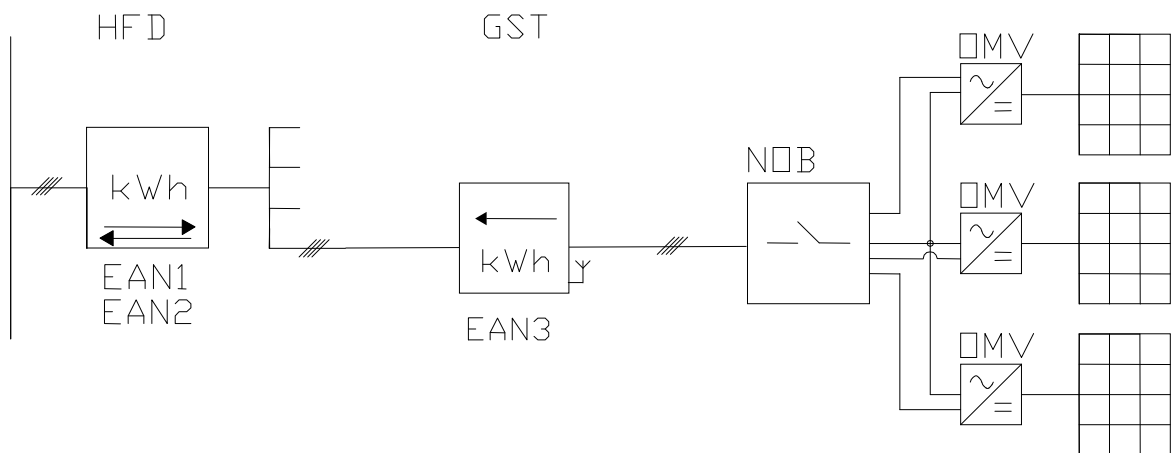 HFD
GST
OMV
kWh
EAN1
EAN2
kWh
EAN3
NOB
OMV
OMV